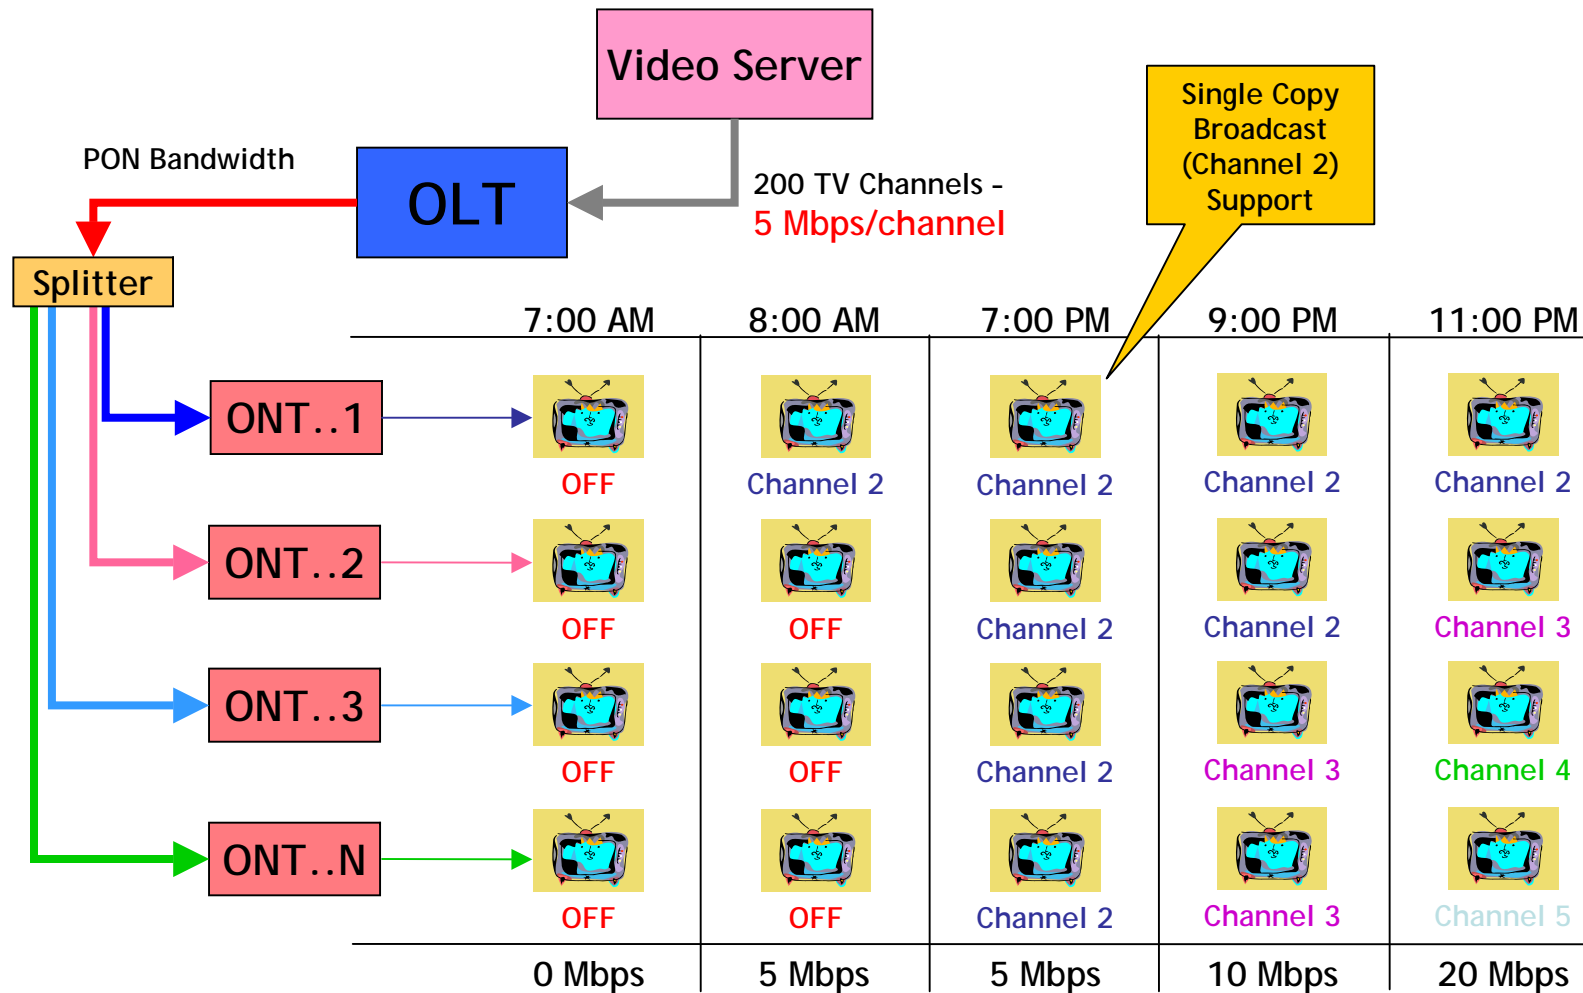 Video Server
Single Copy
Broadcast
(Channel 2)
Support
PON Bandwidth
OLT
200 TV Channels -
5 Mbps/channel
Splitter
7:00 AM 8:00 AM 7:00 PM 9:00 PM 11:00 PM
ONT..1
OFF Channel 2 Channel 2 Channel 2 Channel 2
ONT..2
OFF OFF Channel 2 Channel 2 Channel 3
ONT..3
OFF OFF Channel 2 Channel 3 Channel 4
ONT..N
OFF OFF Channel 2 Channel 3 Channel 5
0 Mbps 5 Mbps 5 Mbps 10 Mbps 20 Mbps